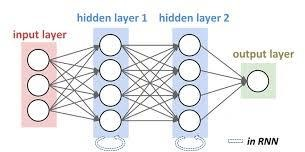 hidden layer 1 hidden layer 2
input layer
output layer
in RNN